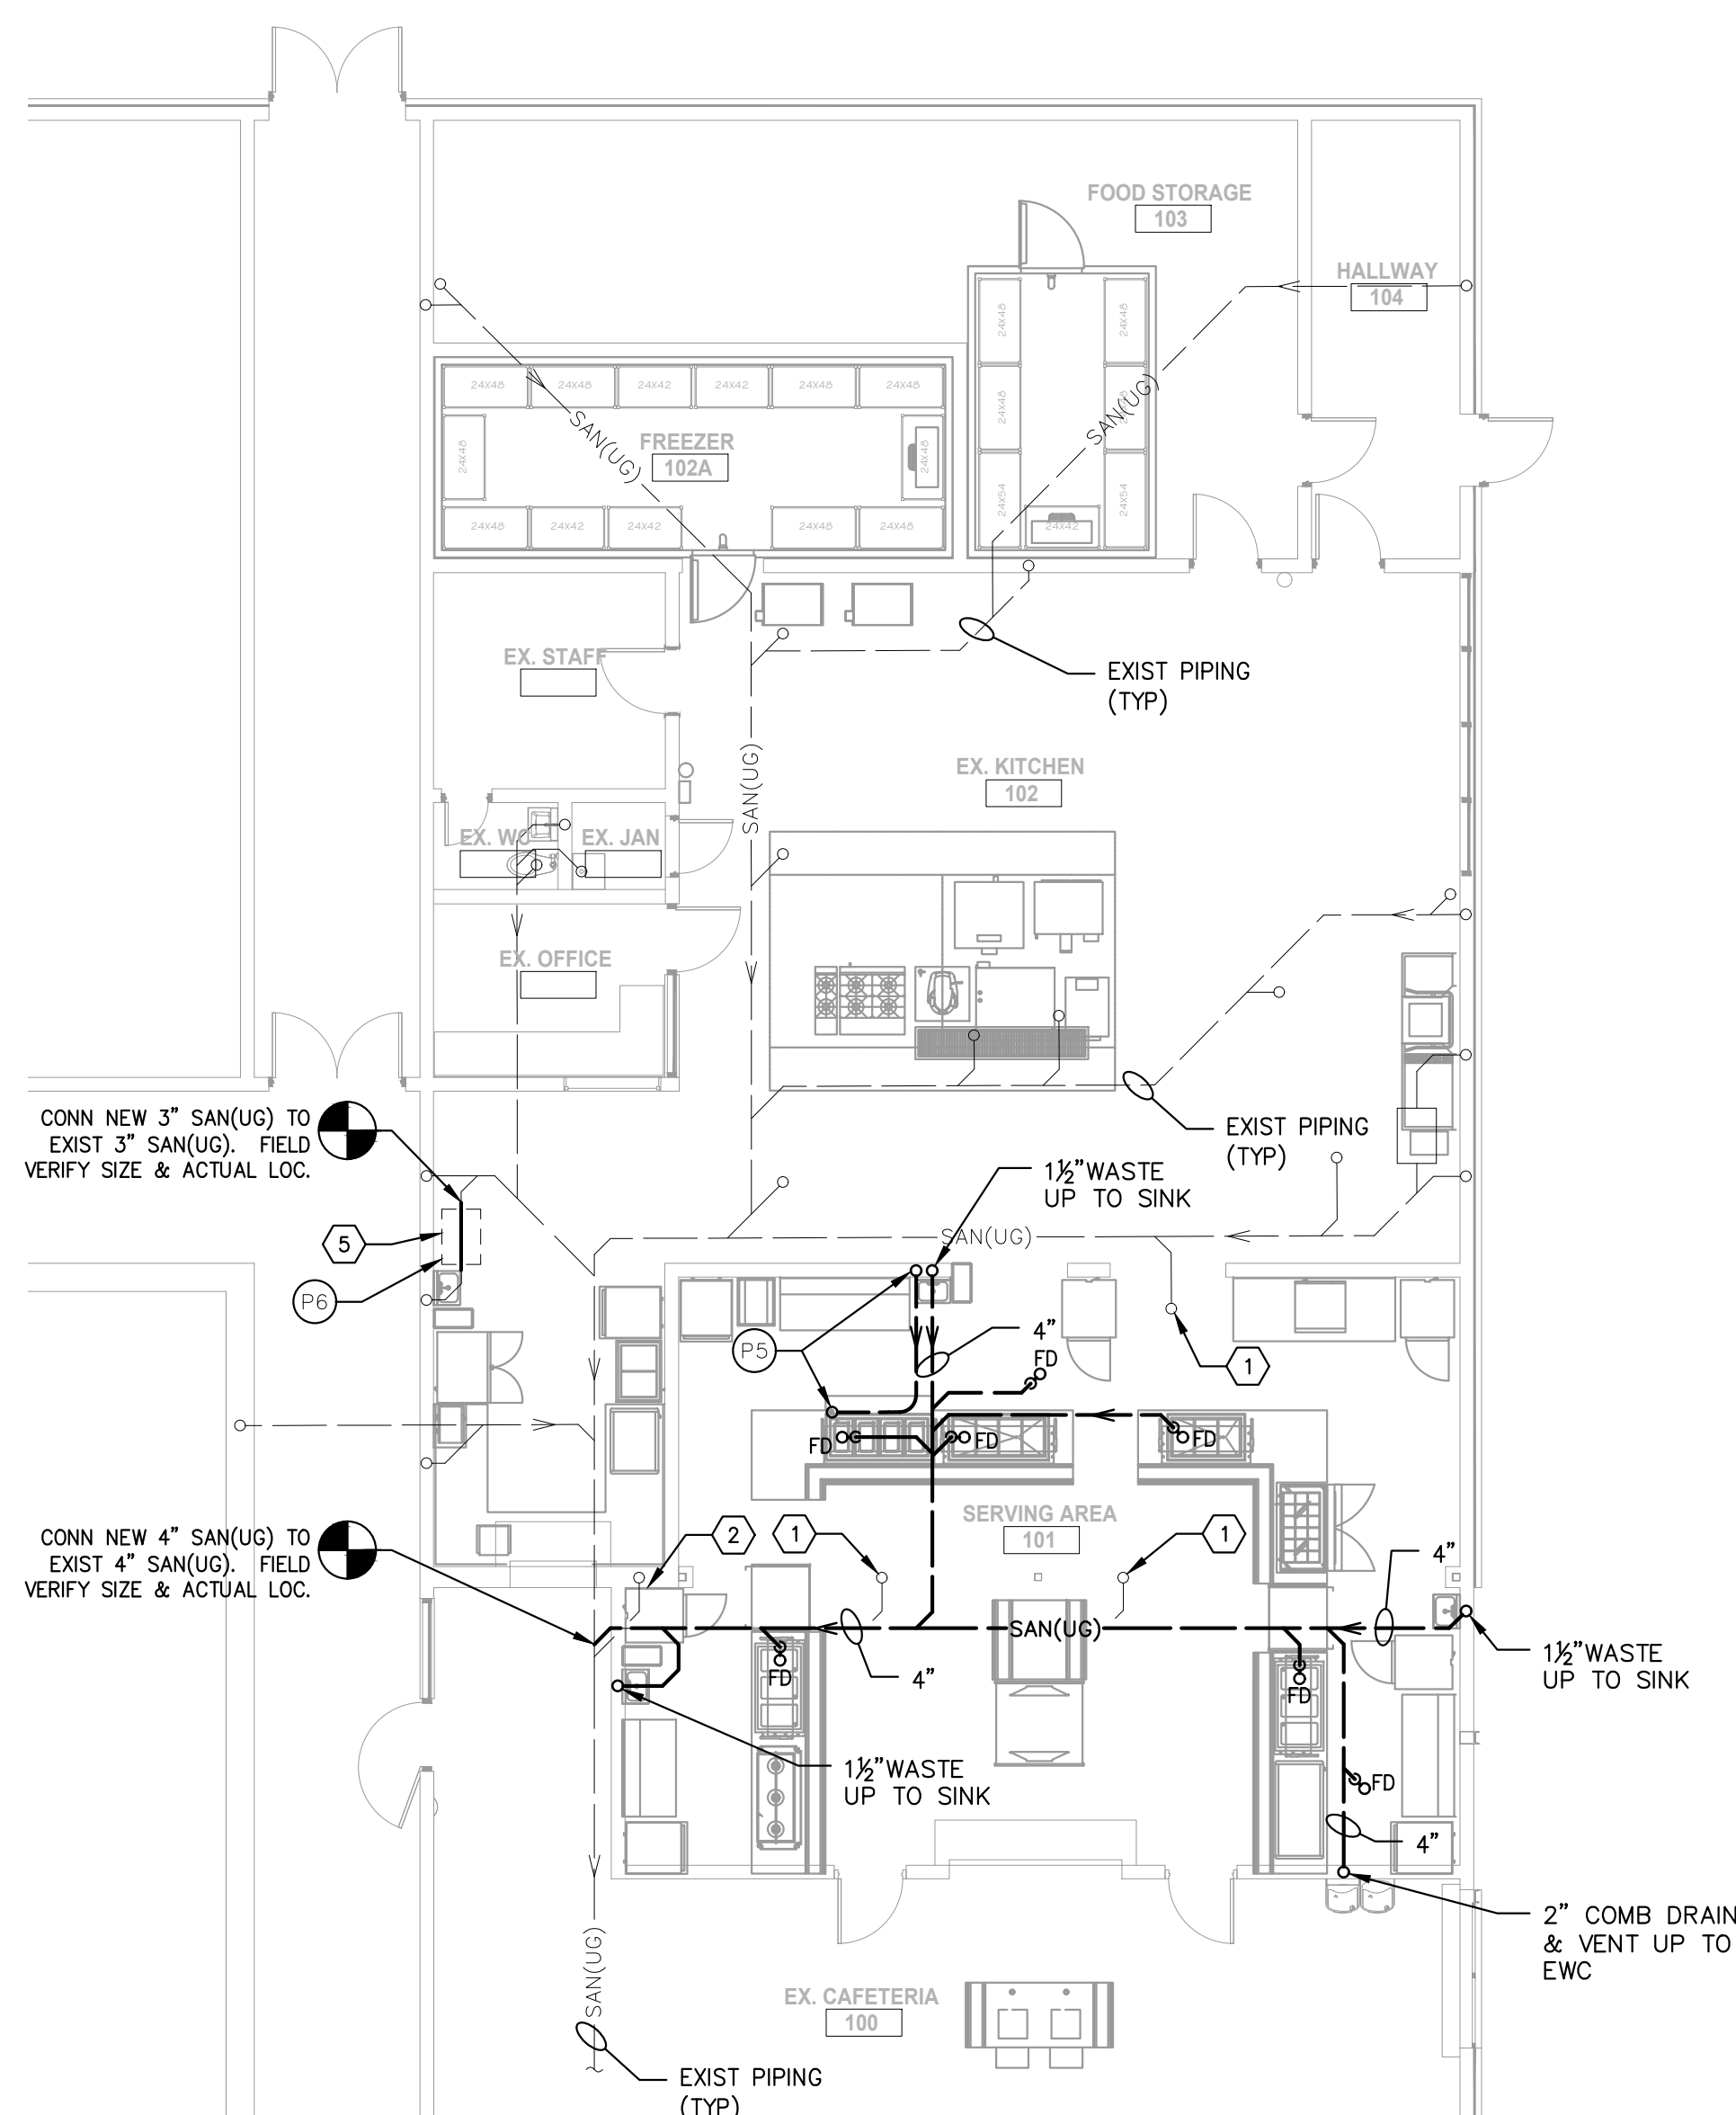 FOOD STORAGE
103
HALLWAY
104
24X48
24X48
24X42
24X42
24X48
24X48
24X48
24X48
24X48
24X42
24X42
24X48
24X48
FREEZER
102A
SAN(UG)
24X48
24X48
24X48
24X48
24X54
24X54
24X42
SAN(UG)
EXIST PIPING
(TYP)
EX. STAFF
SAN(UG)
EX. KITCHEN
102
EX. WC
EX. JAN
EX. OFFICE
CONN NEW 3" SAN(UG) TO
EXIST 3" SAN(UG). FIELD
VERIFY SIZE & ACTUAL LOC.
EXIST PIPING
(TYP)
1½"WASTE
UP TO SINK
SAN(UG)
5
P6
P5
4"
FD
1
FD
FD
FD
SERVING AREA
101
CONN NEW 4" SAN(UG) TO
EXIST 4" SAN(UG). FIELD
VERIFY SIZE & ACTUAL LOC.
2
1
1
4"
SAN(UG)
1½"WASTE
UP TO SINK
FD
4"
FD
1½"WASTE
UP TO SINK
FD
4"
2" COMB DRAIN
& VENT UP TO
EWC
SAN(UG)
EX. CAFETERIA
100
EXIST PIPING
(TYP)